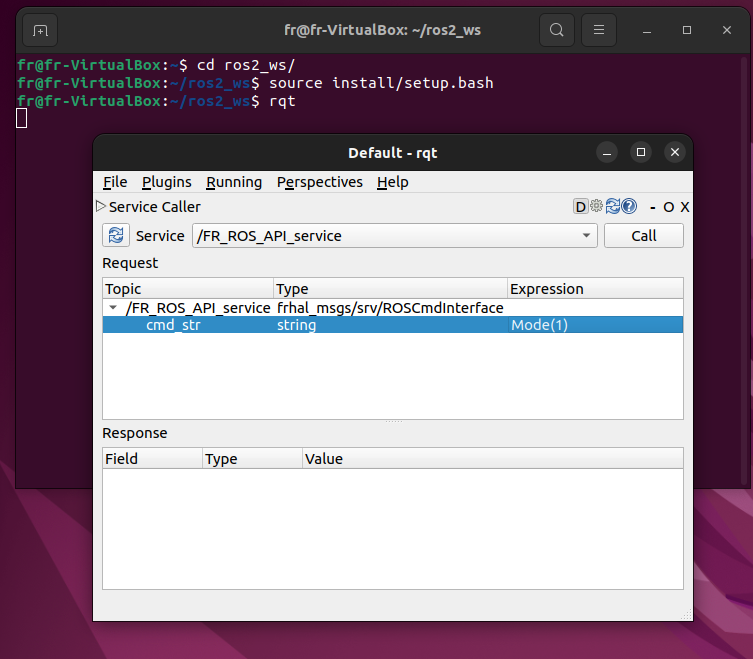 fr@fr-VirtualBox: ~/ros2_ws
fr@fr-VirtualBox:~$ cd ros2_ws/
fr@fr-VirtualBox:~/ros2_ws$ source install/setup.bash
fr@fr-VirtualBox:~/ros2_ws$ rqt
Default - rqt
File Plugins Running Perspectives Help
Service Caller D ? - O X
Service /FR_ROS_API_service Call
Request
Topic Type Expression
/FR_ROS_API_service frhal_msgs/srv/ROSCmdInterface
cmd_str string Mode(1)
Response
Field Type Value